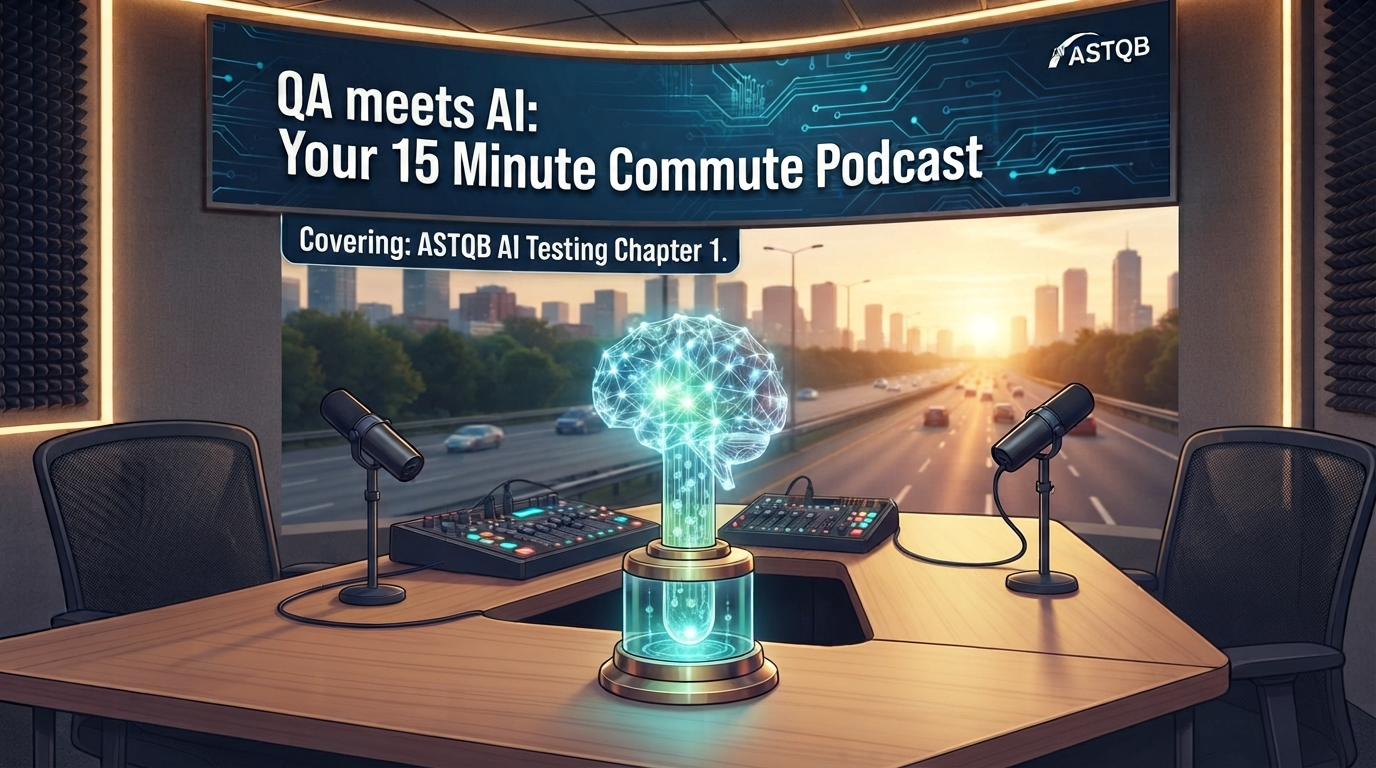 ASTQB
QA meets AI:
Your 15 Minute Commute Podcast
Covering: ASTQB AI Testing Chapter 1.